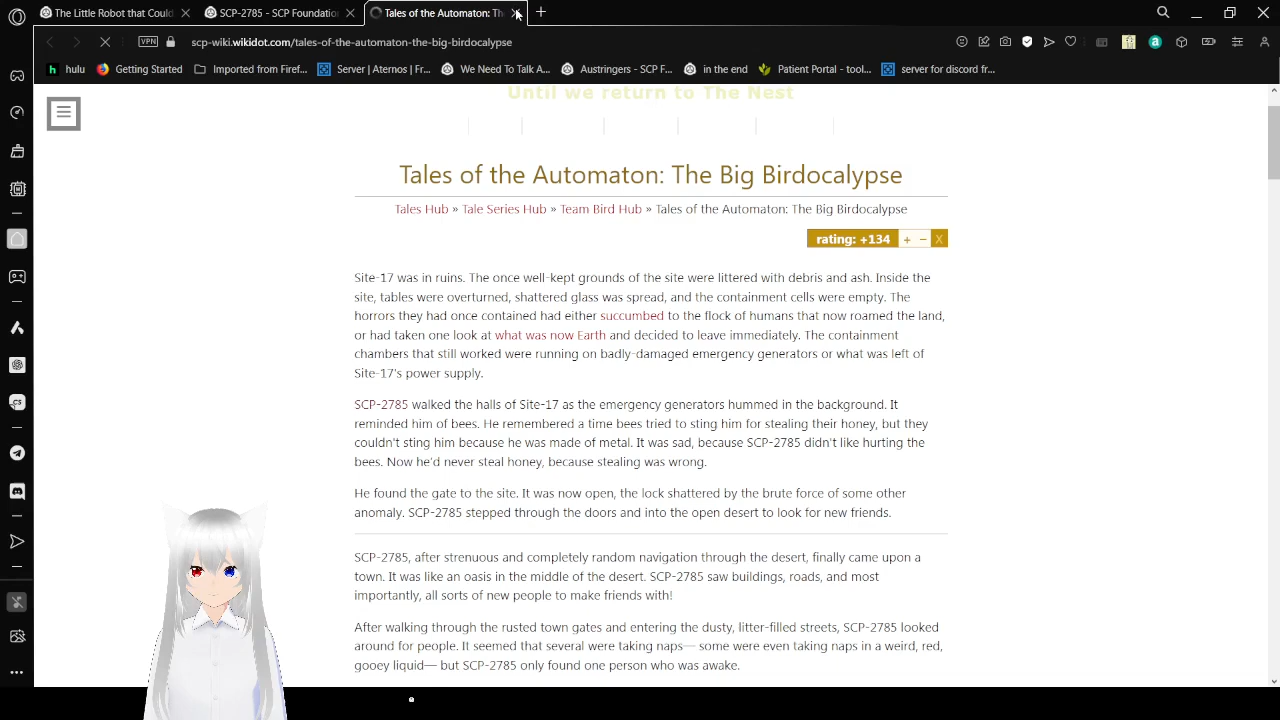 The Little Robot that Could
SCP-2785 - SCP Foundatio
Tales of the Automaton: Th
VPN
scp-wiki.wikidot.com/tales-of-the-automaton-the-big-birdocalypse
hulu
Getting Started
Imported from Firef...
Server | Aternos | Fr...
We Need To Talk A...
Austringers - SCP F...
in the end
Patient Portal - tool...
server for discord fr...
Until we return to The Nest
Tales of the Automaton: The Big Birdocalypse
Tales Hub » Tale Series Hub » Team Bird Hub » Tales of the Automaton: The Big Birdocalypse
rating: +134 + − X
Site-17 was in ruins. The once well-kept grounds of the site were littered with debris and ash. Inside the
site, tables were overturned, shattered glass was spread, and the containment cells were empty. The
horrors they had once contained had either succumbed to the flock of humans that now roamed the land,
or had taken one look at what was now Earth and decided to leave immediately. The containment
chambers that still worked were running on badly-damaged emergency generators or what was left of
Site-17's power supply.
SCP-2785 walked the halls of Site-17 as the emergency generators hummed in the background. It
reminded him of bees. He remembered a time bees tried to sting him for stealing their honey, but they
couldn't sting him because he was made of metal. It was sad, because SCP-2785 didn't like hurting the
bees. Now he'd never steal honey, because stealing was wrong.
He found the gate to the site. It was now open, the lock shattered by the brute force of some other
anomaly. SCP-2785 stepped through the doors and into the open desert to look for new friends.
SCP-2785, after strenuous and completely random navigation through the desert, finally came upon a
town. It was like an oasis in the middle of the desert. SCP-2785 saw buildings, roads, and most
importantly, all sorts of new people to make friends with!
After walking through the rusted town gates and entering the dusty, litter-filled streets, SCP-2785 looked
around for people. It seemed that several were taking naps— some were even taking naps in a weird, red,
gooey liquid— but SCP-2785 only found one person who was awake.